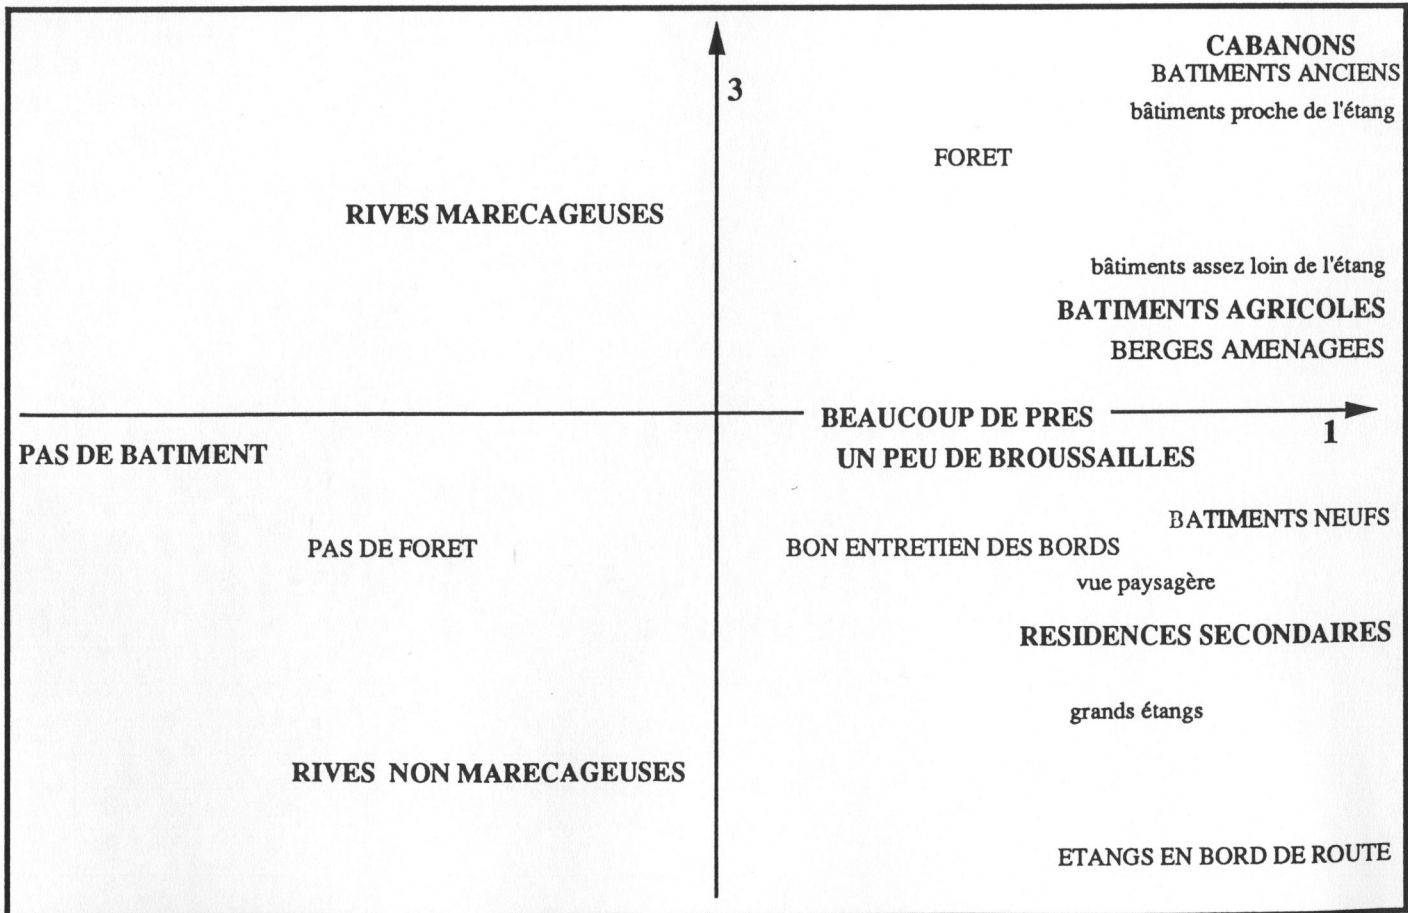 CABANONS
BATIMENTS ANCIENS
3
bâtiments proche de l'étang
FORET
RIVES MARECAGEUSES
bâtiments assez loin de l'étang
BATIMENTS AGRICOLES
BERGES AMENAGEES
BEAUCOUP DE PRES
1
PAS DE BATIMENT
UN PEU DE BROUSSAILLES
BATIMENTS NEUFS
PAS DE FORET
BON ENTRETIEN DES BORDS
vue paysagère
RESIDENCES SECONDAIRES
grands étangs
RIVES NON MARECAGEUSES
ETANGS EN BORD DE ROUTE